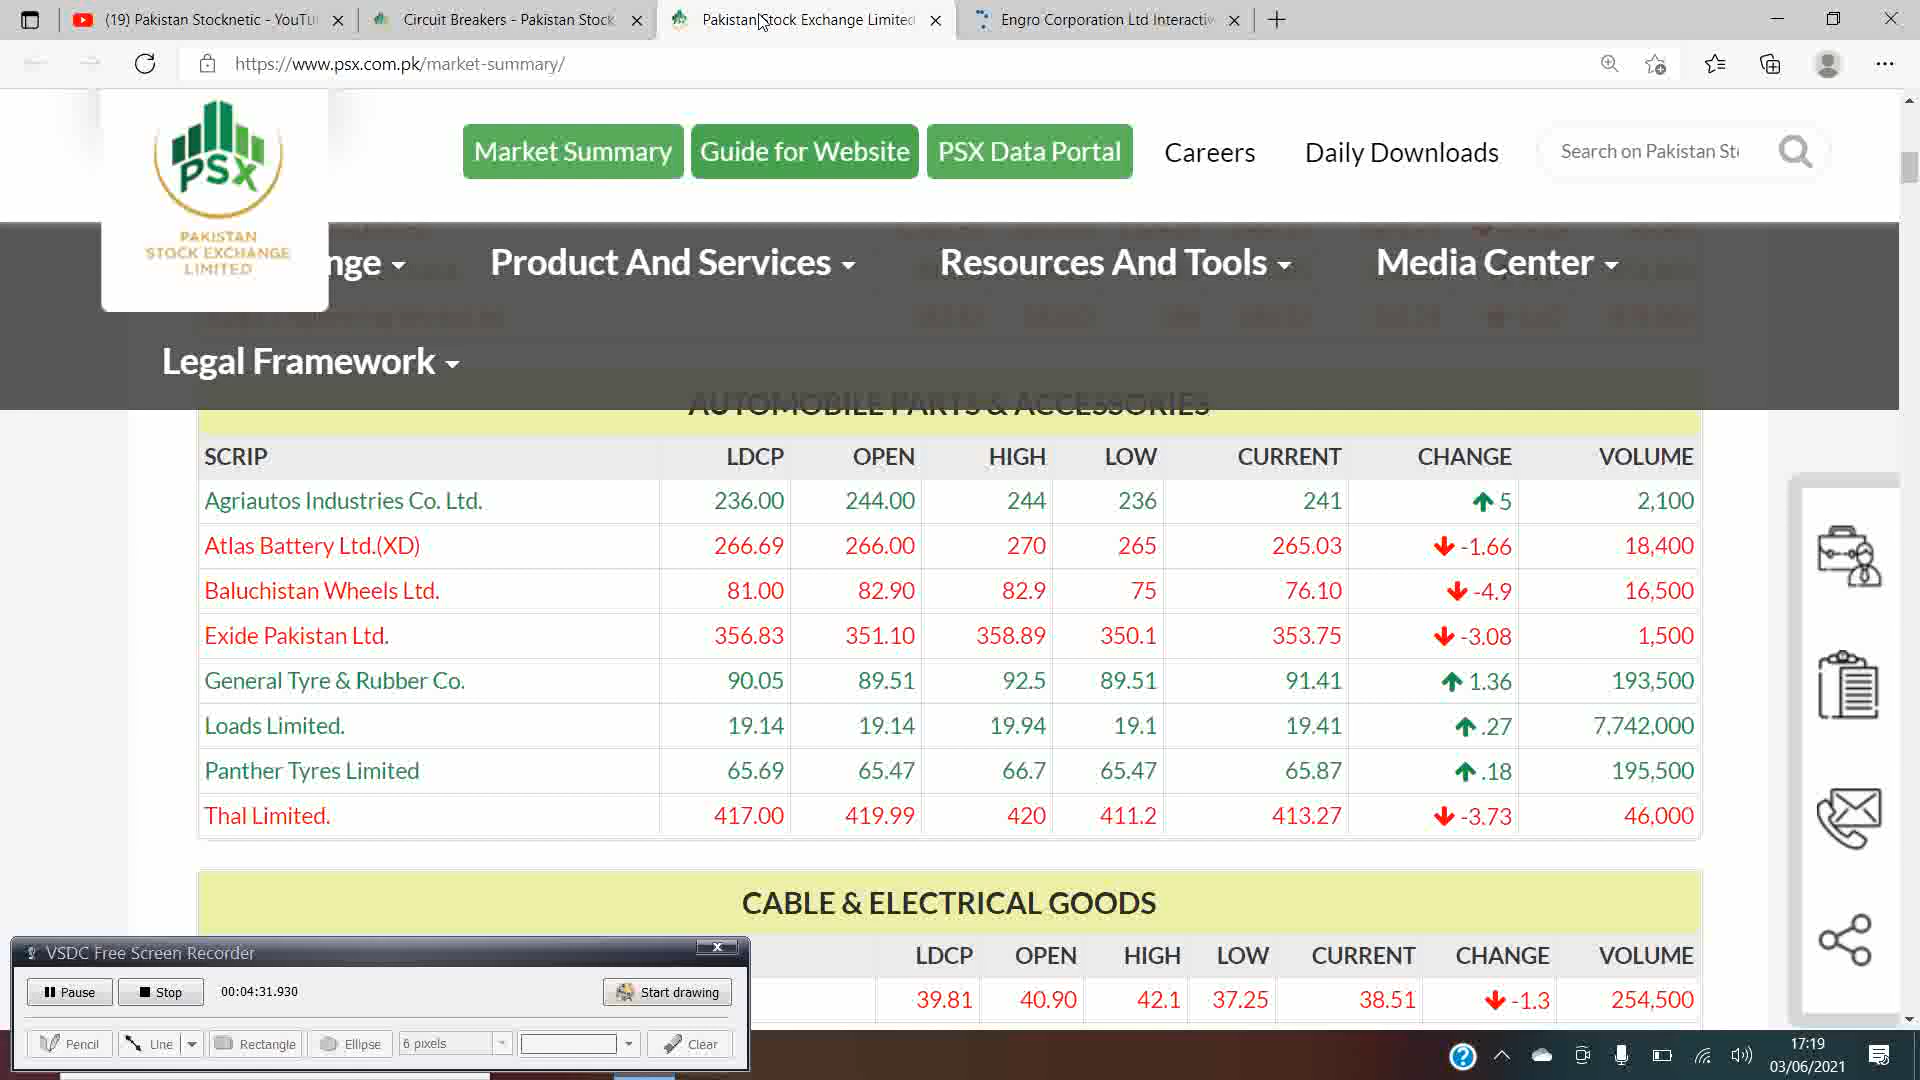 (19) Pakistan Stocknetic - YouTu
Circuit Breakers - Pakistan Stock
Pakistan Stock Exchange Limited
Engro Corporation Ltd Interactiv
https://www.psx.com.pk/market-summary/
PSX
PAKISTAN
STOCK EXCHANGE
LIMITED
Market Summary
Guide for Website
PSX Data Portal
Careers
Daily Downloads
Search on Pakistan Sto
nge
Product And Services
Resources And Tools
Media Center
Legal Framework
AUTOMOBILE PARTS & ACCESSORIES
SCRIP LDCP OPEN HIGH LOW CURRENT CHANGE VOLUME
Agriautos Industries Co. Ltd. 236.00 244.00 244 236 241 5 2,100
Atlas Battery Ltd.(XD) 266.69 266.00 270 265 265.03 -1.66 18,400
Baluchistan Wheels Ltd. 81.00 82.90 82.9 75 76.10 -4.9 16,500
Exide Pakistan Ltd. 356.83 351.10 358.89 350.1 353.75 -3.08 1,500
General Tyre & Rubber Co. 90.05 89.51 92.5 89.51 91.41 1.36 193,500
Loads Limited. 19.14 19.14 19.94 19.1 19.41 .27 7,742,000
Panther Tyres Limited 65.69 65.47 66.7 65.47 65.87 .18 195,500
Thal Limited. 417.00 419.99 420 411.2 413.27 -3.73 46,000
CABLE & ELECTRICAL GOODS
LDCP OPEN HIGH LOW CURRENT CHANGE VOLUME
39.81 40.90 42.1 37.25 38.51 -1.3 254,500
VSDC Free Screen Recorder
Pause
Stop
00:04:31.930
Start drawing
Pencil
Line
Rectangle
Ellipse
6 pixels
Clear
17:19
03/06/2021